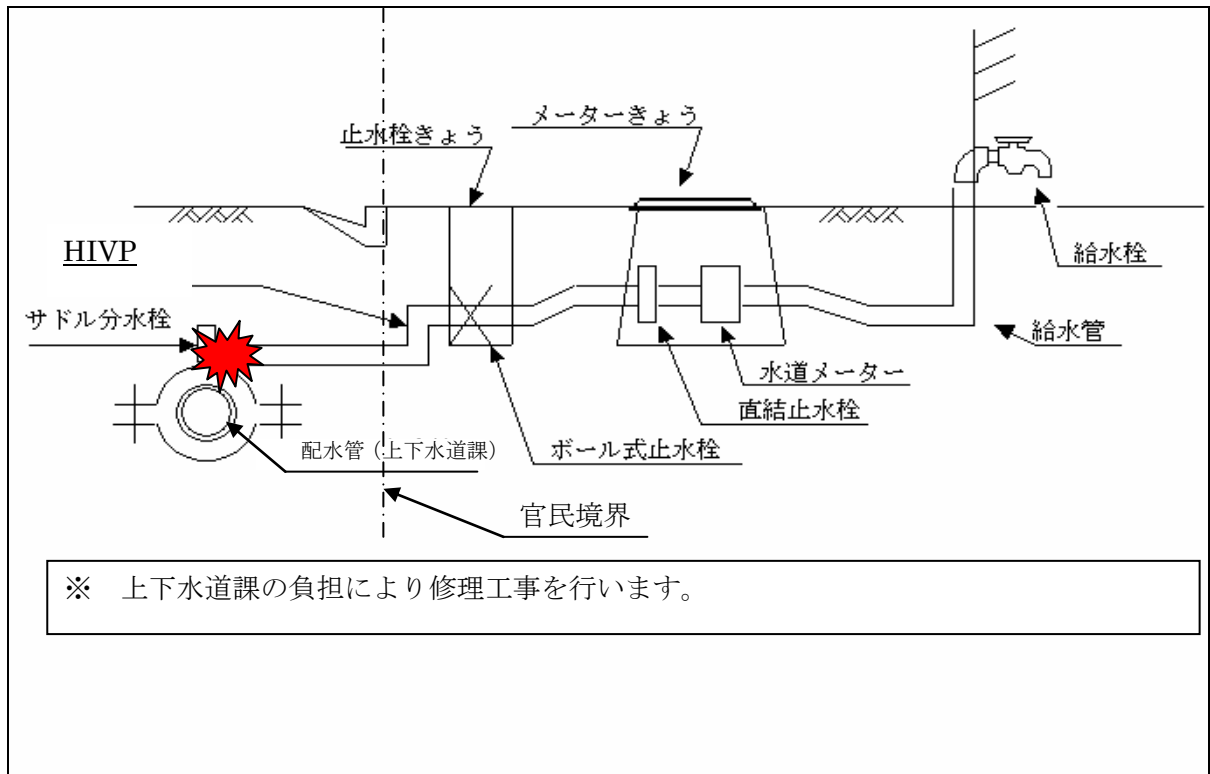 メーターきょう
止水栓きょう
HIVP
給水栓
サドル分水栓
給水管
水道メーター
直結止水栓
配水管（上下水道課）
ボール式止水栓
官民境界
※　上下水道課の負担により修理工事を行います。